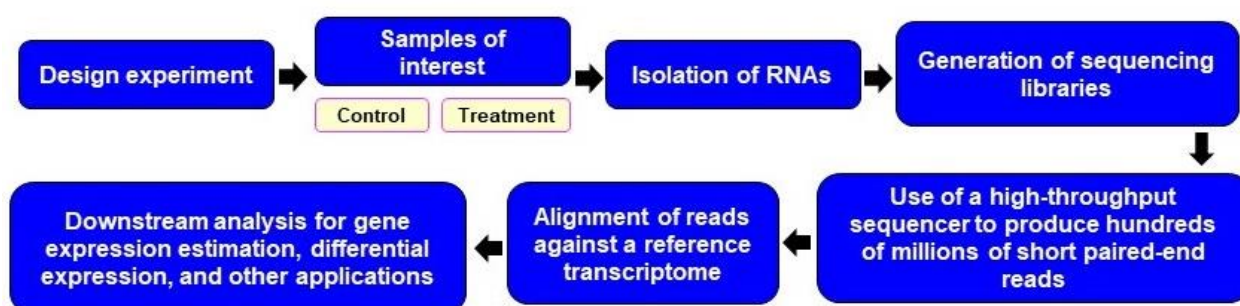 Design experiment
Samples of
interest
Control
Treatment
Isolation of RNAs
Generation of sequencing
libraries
Use of a high-throughput
sequencer to produce hundreds
of millions of short paired-end
reads
Alignment of reads
against a reference
transcriptome
Downstream analysis for gene
expression estimation, differential
expression, and other applications